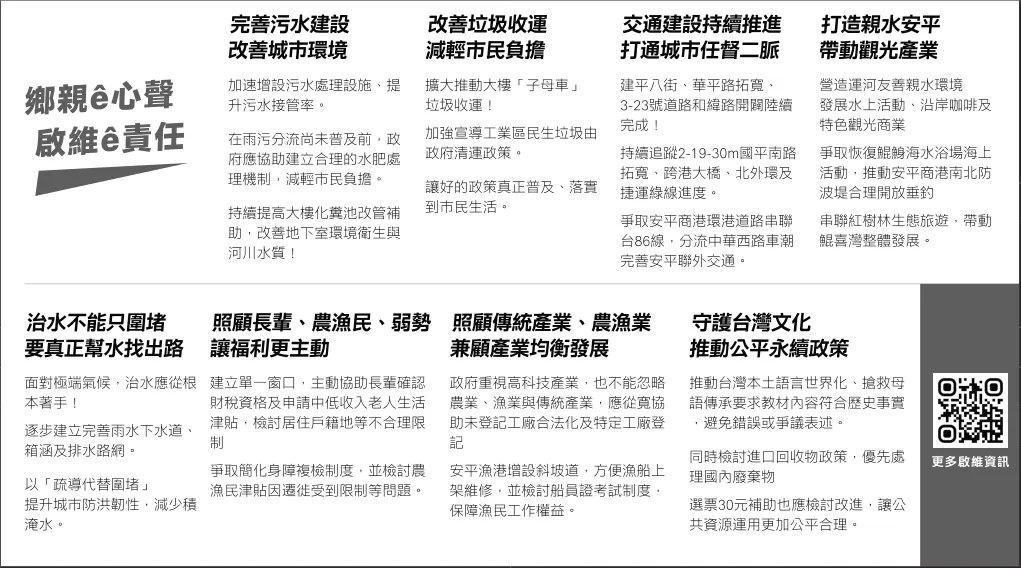 鄉親ê心聲
啟維ê責任
完善污水建設
改善城市環境
加速增設污水處理設施、提
升污水接管率。
在雨污分流尚未普及前，政
府應協助建立合理的水肥處
理機制，減輕市民負擔。
持續提高大樓化糞池改管補
助，改善地下室環境衛生與
河川水質！
改善垃圾收運
減輕市民負擔
擴大推動大樓「子母車」
垃圾收運！
加強宣導工業區民生垃圾由
政府清運政策。
讓好的政策真正普及、落實
到市民生活。
交通建設持續推進
打通城市任督二脈
建平八街、華平路拓寬、
3-23號道路和緯路開闢陸續
完成！
持續追蹤2-19-30m國平南路
拓寬、跨港大橋、北外環及
捷運綠線進度。
爭取安平商港環港道路串聯
台86線，分流中華西路車潮
完善安平聯外交通。
打造親水安平
帶動觀光產業
營造運河友善親水環境
發展水上活動、沿岸咖啡及
特色觀光商業
爭取恢復鯤鯓海水浴場海上
活動，推動安平商港南北防
波堤合理開放垂釣
串聯紅樹林生態旅遊，帶動
鯤喜灣整體發展。
治水不能只圍堵
要真正幫水找出路
面對極端氣候，治水應從根
本著手！
逐步建立完善雨水下水道、
箱涵及排水路網。
以「疏導代替圍堵」
提升城市防洪韌性，減少積
淹水。
照顧長輩、農漁民、弱勢
讓福利更主動
建立單一窗口，主動協助長輩確認
財稅資格及申請中低收入老人生活
津貼，檢討居住戶籍地等不合理限
制
爭取簡化身障複檢制度，並檢討農
漁民津貼因遷徙受到限制等問題。
照顧傳統產業、農漁業
兼顧產業均衡發展
政府重視高科技產業，也不能忽略
農業、漁業與傳統產業，應從寬協
助未登記工廠合法化及特定工廠登
記
安平漁港增設斜坡道，方便漁船上
架維修，並檢討船員證考試制度，
保障漁民工作權益。
守護台灣文化
推動公平永續政策
推動台灣本土語言世界化、搶救母
語傳承要求教材內容符合歷史事實
，避免錯誤或爭議表述。
同時檢討進口回收物政策，優先處
理國內廢棄物
選票30元補助也應檢討改進，讓公
共資源運用更加公平合理。
更多啟維資訊